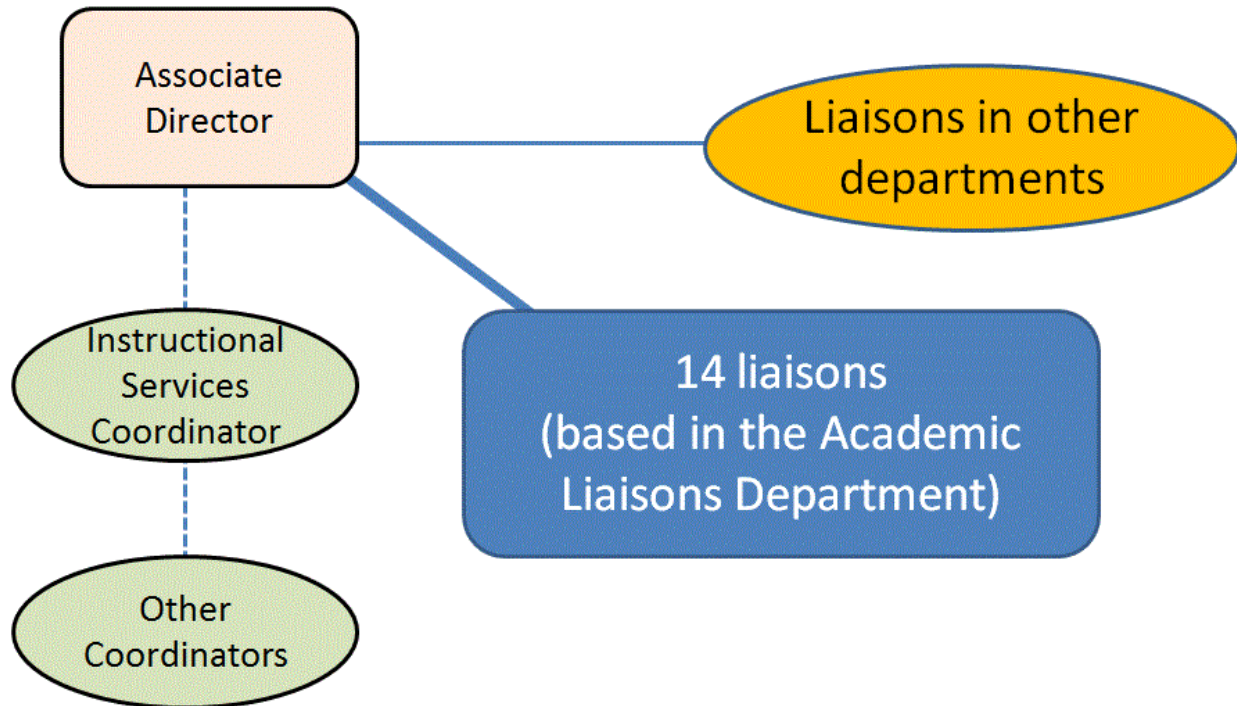 Associate
Director
Liaisons in other
departments
Instructional
Services
Coordinator
14 liaisons
(based in the Academic
Liaisons Department)
Other
Coordinators